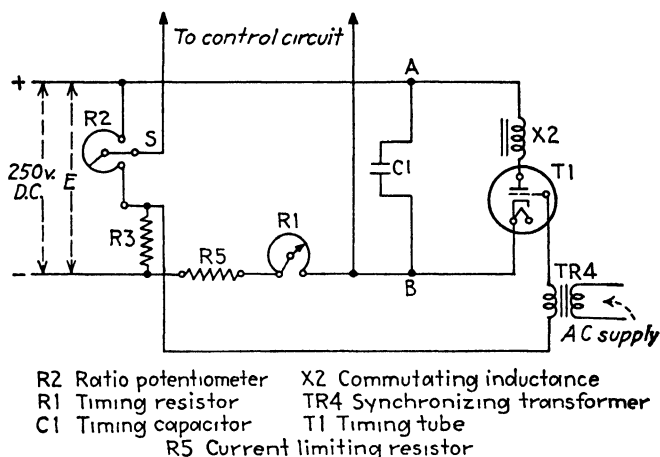 To control circuit
+
A
R2
S
X2
250v.
D.C.
E
C1
T1
R3
R1
R5
−
B
TR4
AC supply
R2 Ratio potentiometer X2 Commutating inductance
R1 Timing resistor TR4 Synchronizing transformer
C1 Timing capacitor T1 Timing tube
R5 Current limiting resistor